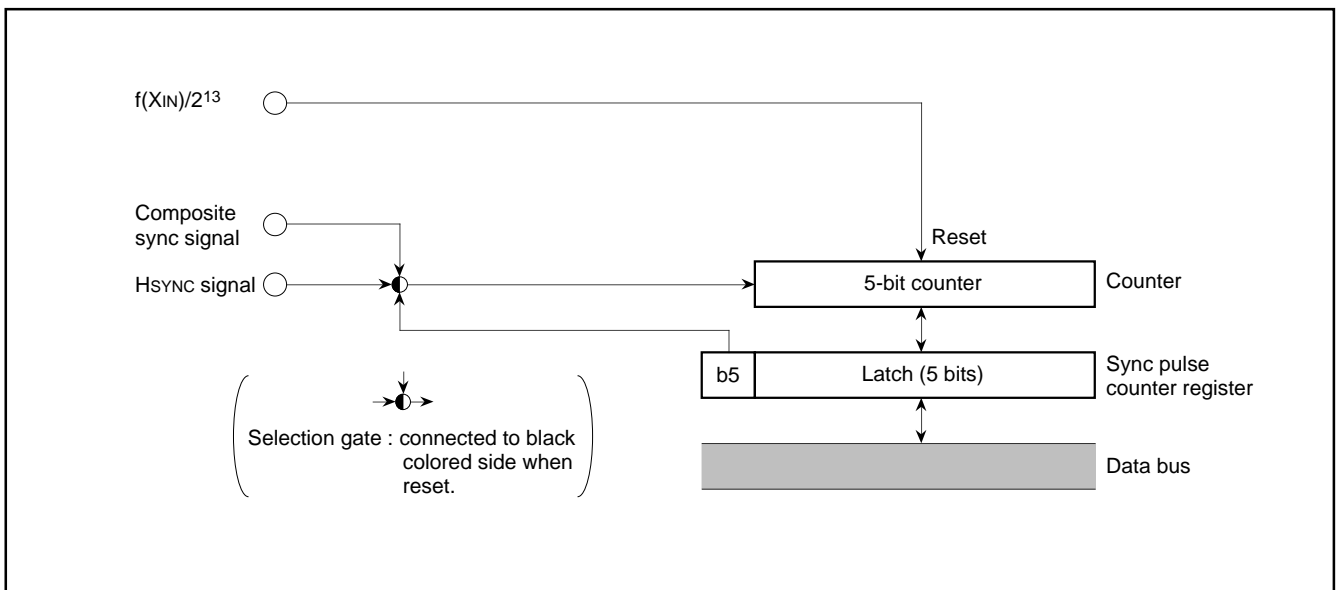 f(XIN)/2¹³
Composite
sync signal
HSYNC signal
Reset
5-bit counter
Counter
b5
Latch (5 bits)
Sync pulse
counter register
Selection gate : connected to black
colored side when
reset.
Data bus